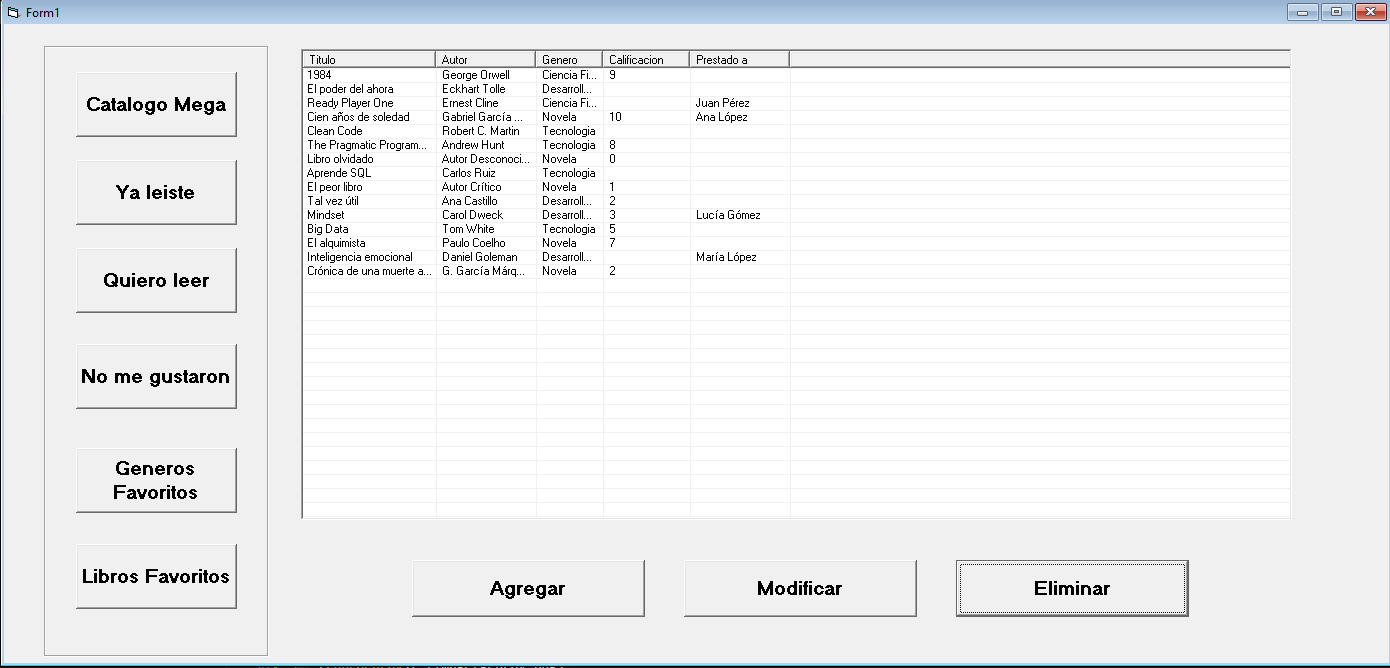 Form1
Catalogo Mega
Ya leiste
Quiero leer
No me gustaron
Generos
Favoritos
Libros Favoritos
Titulo Autor Genero Calificacion Prestado a
1984 George Orwell Ciencia Fi... 9
El poder del ahora Eckhart Tolle Desarroll...
Ready Player One Ernest Cline Ciencia Fi... Juan Pérez
Cien años de soledad Gabriel García ... Novela 10 Ana López
Clean Code Robert C. Martin Tecnologia
The Pragmatic Program... Andrew Hunt Tecnologia 8
Libro olvidado Autor Desconoci... Novela 0
Aprende SQL Carlos Ruiz Tecnologia
El peor libro Autor Crítico Novela 1
Tal vez útil Ana Castillo Desarroll... 2
Mindset Carol Dweck Desarroll... 3 Lucía Gómez
Big Data Tom White Tecnologia 5
El alquimista Paulo Coelho Novela 7
Inteligencia emocional Daniel Goleman Desarroll... María López
Crónica de una muerte a... G. García Márq... Novela 2
Agregar Modificar Eliminar